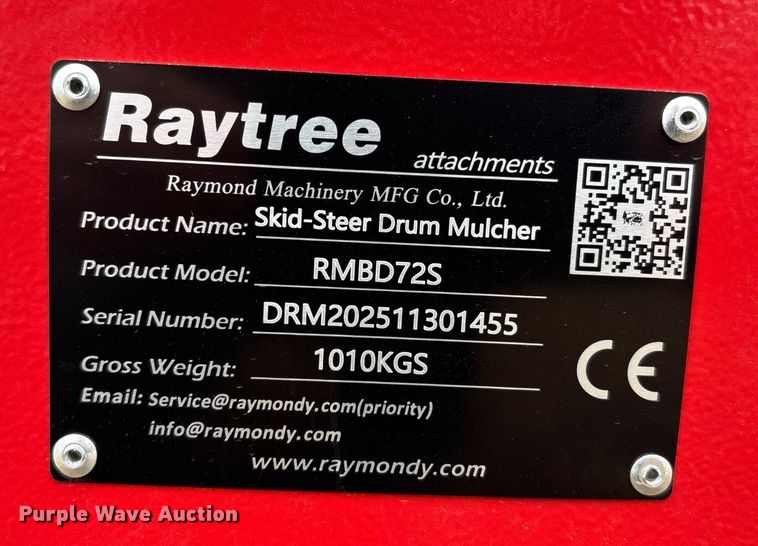 Raytree
attachments
Raymond Machinery MFG Co., Ltd.
Product Name: Skid-Steer Drum Mulcher
Product Model: RMBD72S
Serial Number: DRM202511301455
Gross Weight: 1010KGS
CE
Email: Service@raymondy.com(priority)
info@raymondy.com
www.raymondy.com
Purple Wave Auction